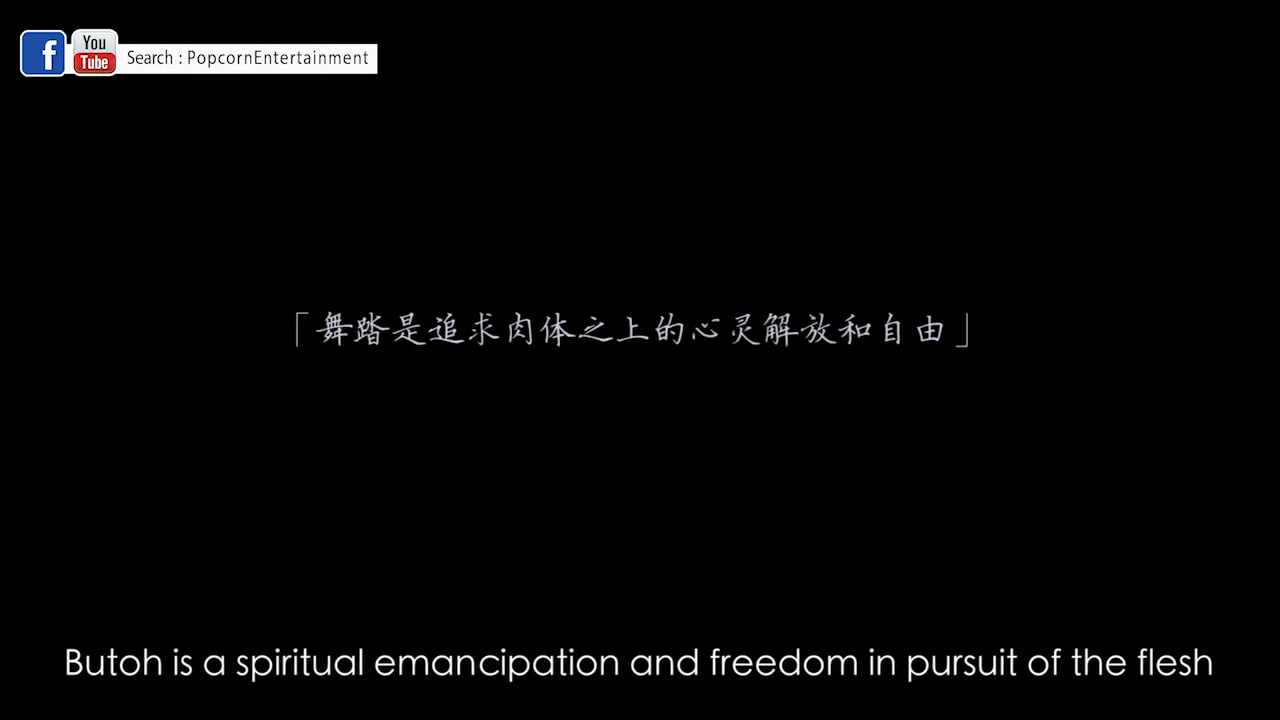 f
You
Tube
Search : PopcornEntertainment
「舞踏是追求肉体之上的心灵解放和自由」
Butoh is a spiritual emancipation and freedom in pursuit of the flesh